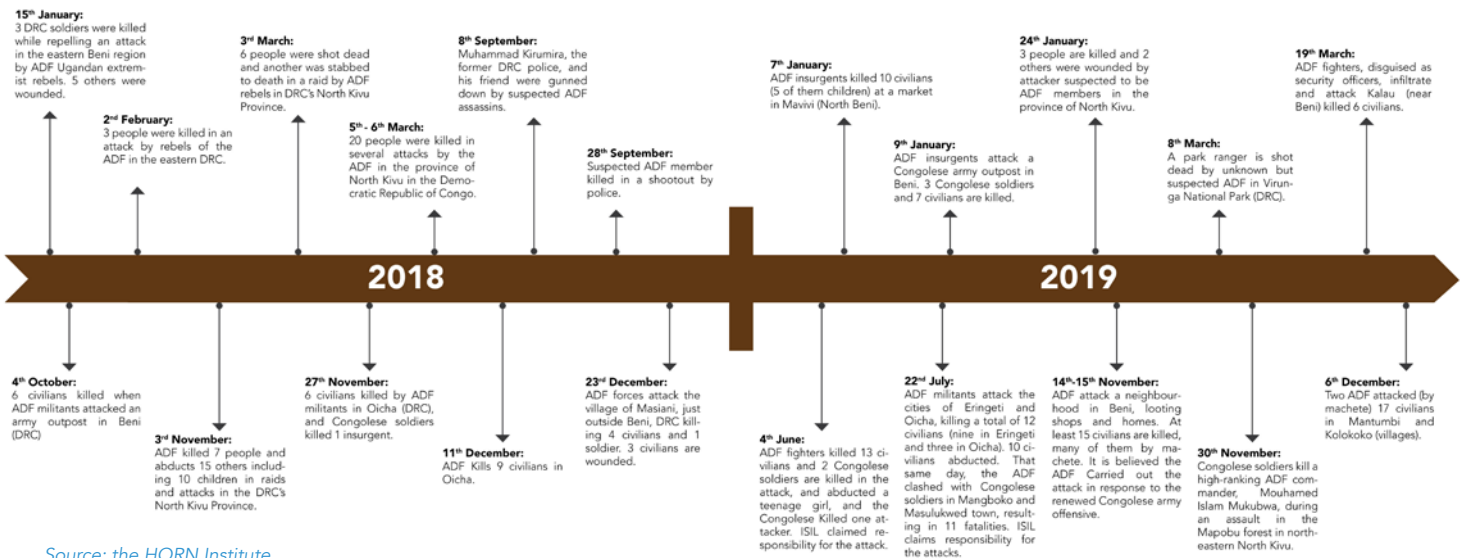 15th January:
3 DRC soldiers were killed
while repelling an attack
in the eastern Beni region
by ADF Ugandan extrem-
ist rebels. 5 others were
wounded.
2nd February:
3 people were killed in an
attack by rebels of the
ADF in the eastern DRC.
3rd March:
6 people were shot dead
and another was stabbed
to death in a raid by ADF
rebels in DRC's North Kivu
Province.
5th - 6th March:
20 people were killed in
several attacks by the
ADF in the province of
North Kivu in the Demo-
cratic Republic of Congo.
8th September:
Muhammad Kirumira, the
former DRC police, and
his friend were gunned
down by suspected ADF
assassins.
28th September:
Suspected ADF member
killed in a shootout by
police.
7th January:
ADF insurgents killed 10 civilians
(5 of them children) at a market
in Mavivi (North Beni).
9th January:
ADF insurgents attack a
Congolese army outpost in
Beni. 3 Congolese soldiers
and 7 civilians are killed.
24th January:
3 people are killed and 2
others were wounded by
attacker suspected to be
ADF members in the
province of North Kivu.
8th March:
A park ranger is shot
dead by unknown but
suspected ADF in Virun-
ga National Park (DRC).
19th March:
ADF fighters, disguised as
security officers, infiltrate
and attack Kalau (near
Beni) killed 6 civilians.
2018
2019
4th October:
6 civilians killed when
ADF militants attacked an
army outpost in Beni
(DRC)
3rd November:
ADF killed 7 people and
abducts 15 others includ-
ing 10 children in raids
and attacks in the DRC's
North Kivu Province.
27th November:
6 civilians killed by ADF
militants in Oicha (DRC),
and Congolese soldiers
killed 1 insurgent.
11th December:
ADF Kills 9 civilians in
Oicha.
23rd December:
ADF forces attack the
village of Masiani, just
outside Beni, DRC kill-
ing 4 civilians and 1
soldier. 3 civilians are
wounded.
4th June:
ADF fighters killed 13 ci-
vilians and 2 Congolese
soldiers are killed in the
attack, and abducted a
teenage girl, and the
Congolese Killed one at-
tacker. ISIL claimed re-
sponsibility for the attack.
22nd July:
ADF militants attack the
cities of Eringeti and
Oicha, killing a total of 12
civilians (nine in Eringeti
and three in Oicha). 10 ci-
vilians abducted. That
same day, the ADF
clashed with Congolese
soldiers in Mangboko and
Masulukwed town, result-
ing in 11 fatalities. ISIL
claims responsibility for
the attacks.
14th-15th November:
ADF attack a neighbour-
hood in Beni, looting
shops and homes. At
least 15 civilians are killed,
many of them by ma-
chete. It is believed the
ADF Carried out the
attack in response to the
renewed Congolese army
offensive.
30th November:
Congolese soldiers kill a
high-ranking ADF com-
mander, Mouhamed
Islam Mukubwa, during
an assault in the
Mapobu forest in north-
eastern North Kivu.
6th December:
Two ADF attacked (by
machete) 17 civilians
in Mantumbi and
Kolokoko (villages).
Source: the HORN Institute